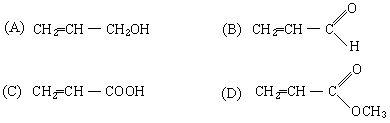 (A) CH2=CH — CH2OH
(B) CH2=CH — C O H
(C) CH2=CH — COOH
(D) CH2=CH — C O OCH3